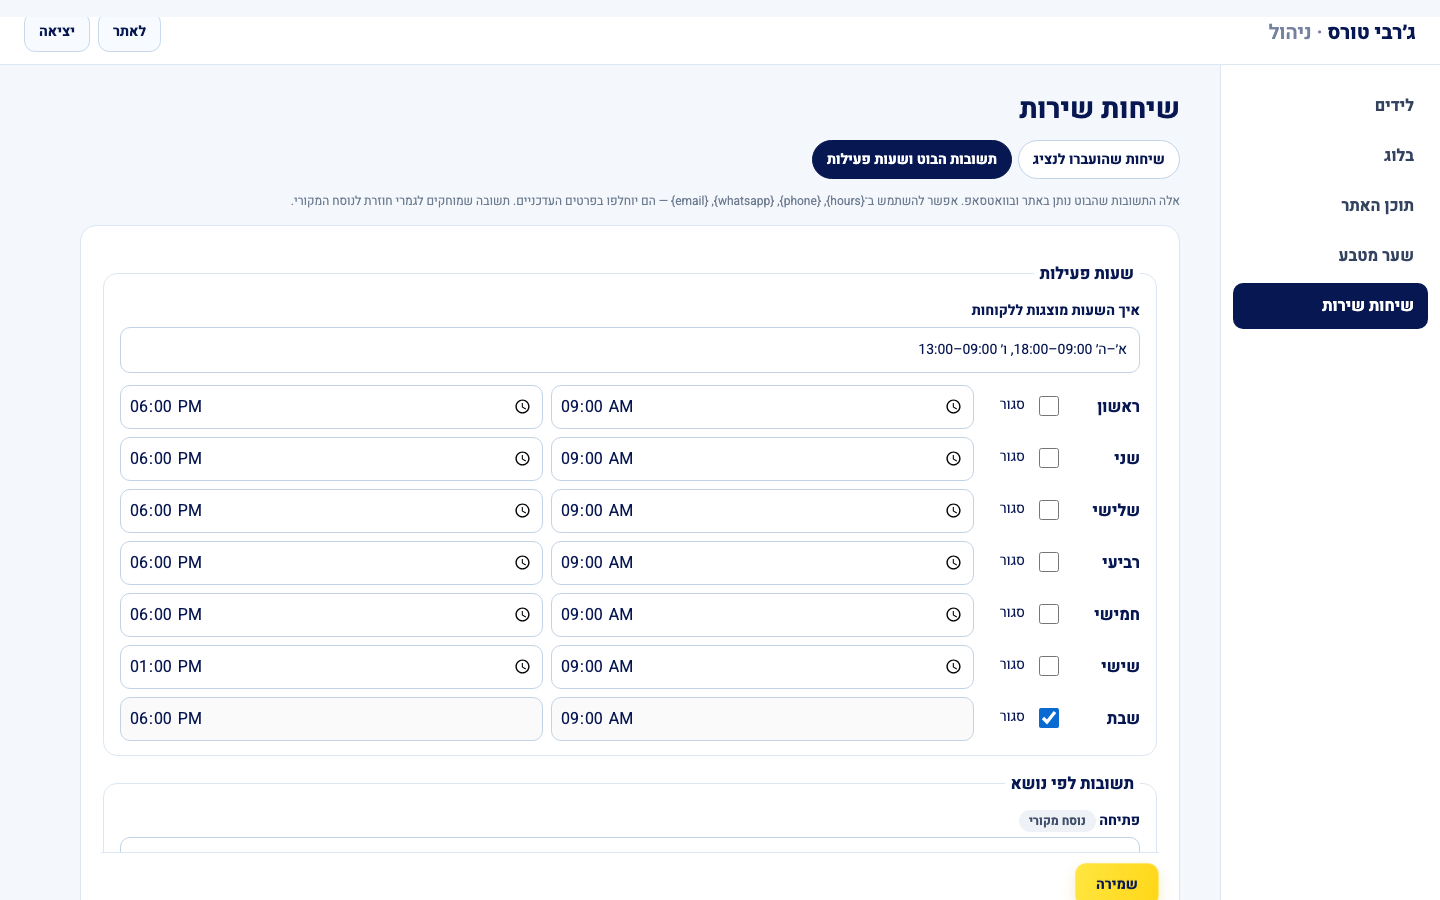 ג'רבי טורס · ניהול
לאתר
יציאה
לידים
בלוג
תוכן האתר
שער מטבע
שיחות שירות
שיחות שירות
שיחות שהועברו לנציג
תשובות הבוט ושעות פעילות
אלה התשובות שהבוט נותן באתר ובוואטסאפ. אפשר להשתמש ב־{hours}, {phone}, {whatsapp}, {email} — הם יוחלפו בפרטים העדכניים. תשובה שמוחקים לגמרי חוזרת לנוסח המקורי.
שעות פעילות
איך השעות מוצגות ללקוחות
א׳–ה׳ 09:00–18:00, ו׳ 09:00–13:00
ראשון סגור 09:00 AM 06:00 PM
שני סגור 09:00 AM 06:00 PM
שלישי סגור 09:00 AM 06:00 PM
רביעי סגור 09:00 AM 06:00 PM
חמישי סגור 09:00 AM 06:00 PM
שישי סגור 09:00 AM 01:00 PM
שבת סגור 09:00 AM 06:00 PM
תשובות לפי נושא
פתיחה נוסח מקורי
שמירה